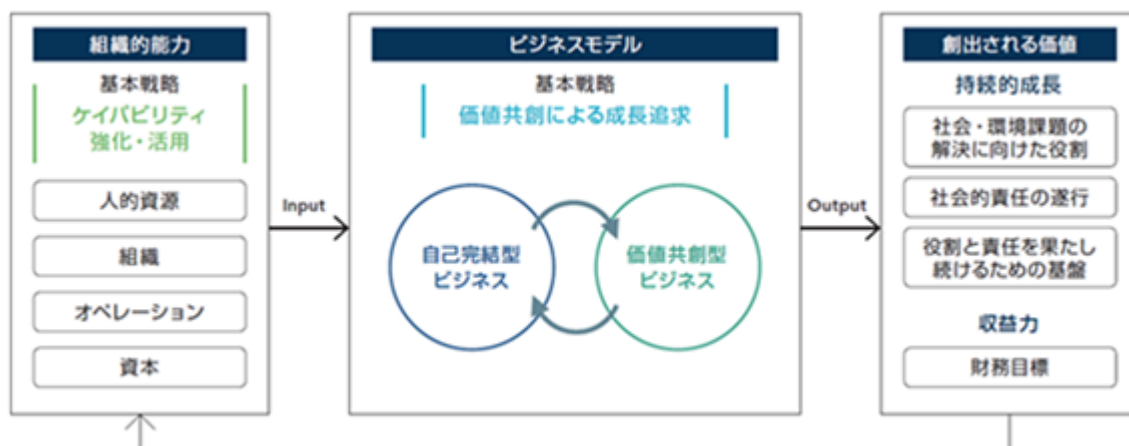 組織的能力
基本戦略
ケイパビリティ
強化・活用
人的資源
組織
オペレーション
資本
Input
ビジネスモデル
基本戦略
価値共創による成長追求
自己完結型
ビジネス
価値共創型
ビジネス
Output
創出される価値
持続的成長
社会・環境課題の
解決に向けた役割
社会的責任の遂行
役割と責任を果たし
続けるための基盤
収益力
財務目標